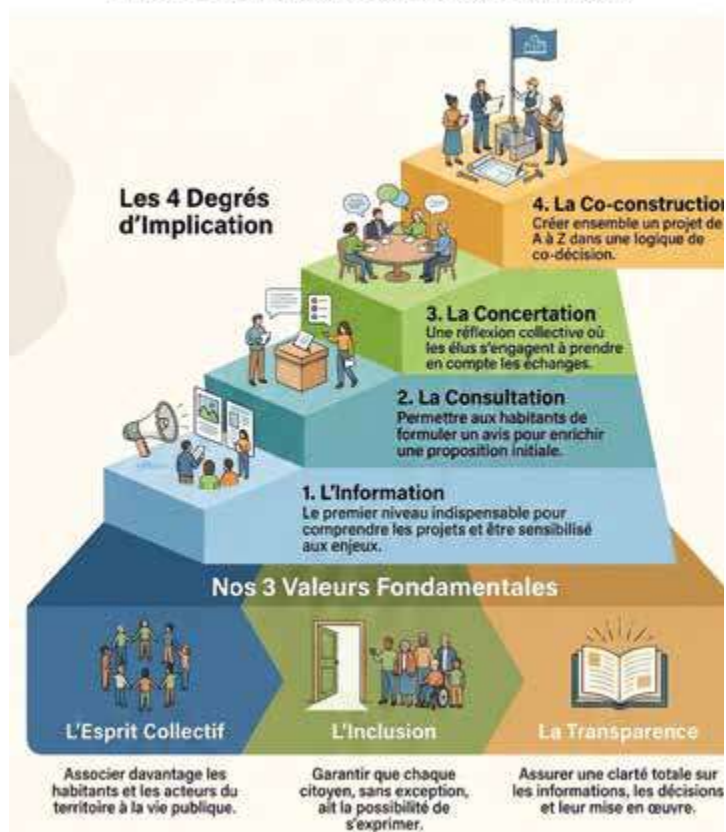 Les 4 Degrés
d'Implication
4. La Co-construction
Créer ensemble un projet de
A à Z dans une logique de
co-décision.
3. La Concertation
Une réflexion collective où
les élus s'engagent à prendre
en compte les échanges.
2. La Consultation
Permettre aux habitants de
formuler un avis pour enrichir
une proposition initiale.
1. L'Information
Le premier niveau indispensable pour
comprendre les projets et être sensibilisé
aux enjeux.
Nos 3 Valeurs Fondamentales
L'Esprit Collectif
Associer davantage les
habitants et les acteurs du
territoire à la vie publique.
L'Inclusion
Garantir que chaque
citoyen, sans exception,
ait la possibilité de
s'exprimer.
La Transparence
Assurer une clarté totale sur
les informations, les décisions
et leur mise en œuvre.